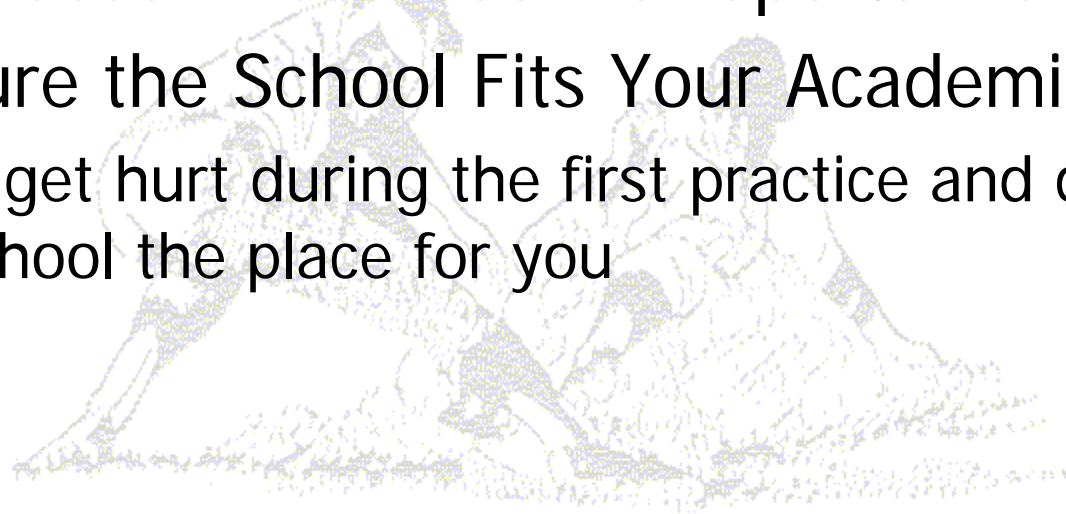 ure the School Fits Your Academi
get hurt during the first practice and
hool the place for you